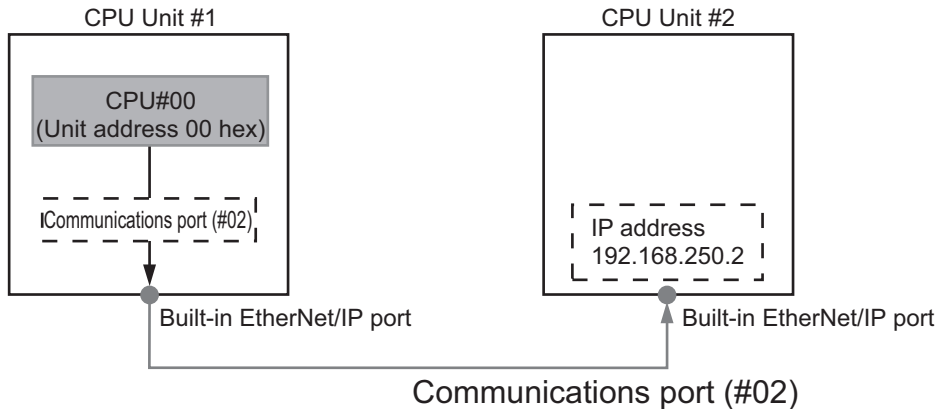 CPU Unit #1
CPU Unit #2
CPU#00
(Unit address 00 hex)
Communications port (#02)
IP address
192.168.250.2
Built-in EtherNet/IP port
Built-in EtherNet/IP port
Communications port (#02)